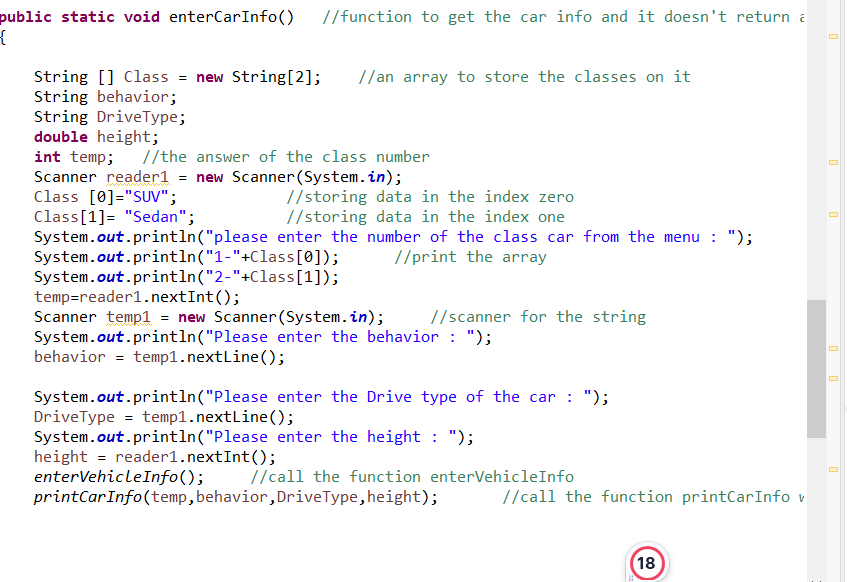 public static void enterCarInfo()   //function to get the car info and it doesn't return
{
String [] Class = new String[2];    //an array to store the classes on it
String behavior;
String DriveType;
double height;
int temp;   //the answer of the class number
Scanner reader1 = new Scanner(System.in);
Class [0]="SUV";            //storing data in the index zero
Class[1]= "Sedan";          //storing data in the index one
System.out.println("please enter the number of the class car from the menu : ");
System.out.println("1-"+Class[0]);      //print the array
System.out.println("2-"+Class[1]);
temp=reader1.nextInt();
Scanner temp1 = new Scanner(System.in);     //scanner for the string
System.out.println("Please enter the behavior : ");
behavior = temp1.nextLine();
System.out.println("Please enter the Drive type of the car : ");
DriveType = temp1.nextLine();
System.out.println("Please enter the height : ");
height = reader1.nextInt();
enterVehicleInfo();     //call the function enterVehicleInfo
printCarInfo(temp,behavior,DriveType,height);       //call the function printCarInfo
18